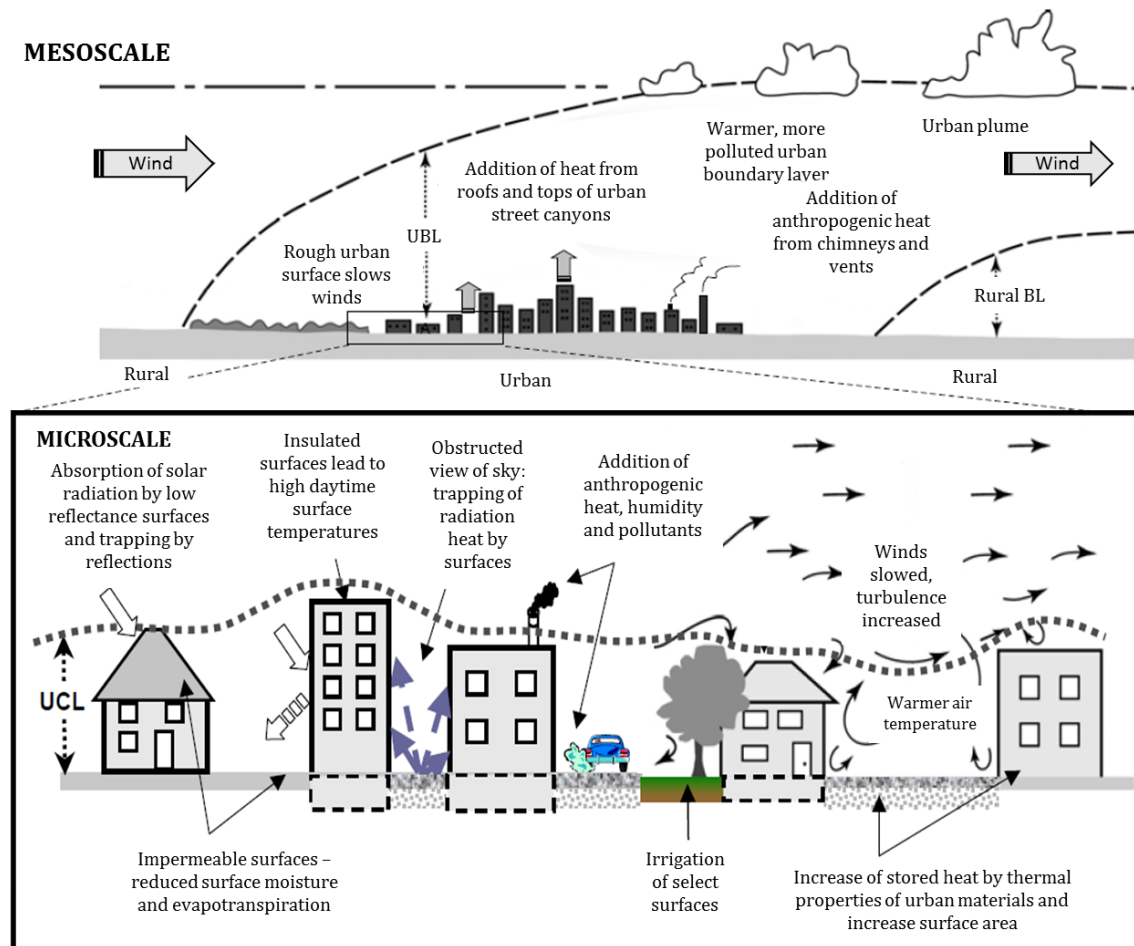 MESOSCALE
Wind
Addition of heat from
roofs and tops of urban
street canyons
Warmer, more
polluted urban
boundary laver
Urban plume
Wind
UBL
Rough urban
surface slows
winds
Addition of
anthropogenic heat
from chimneys and
vents
Rural BL
A
Rural
Urban
Rural
MICROSCALE
Absorption of solar
radiation by low
reflectance surfaces
and trapping by
reflections
Insulated
surfaces lead to
high daytime
surface
temperatures
Obstructed
view of sky:
trapping of
radiation
heat by
surfaces
Addition of
anthropogenic
heat, humidity
and pollutants
Winds
slowed,
turbulence
increased
UCL
Warmer air
temperature
Impermeable surfaces –
reduced surface moisture
and evapotranspiration
Irrigation
of select
surfaces
Increase of stored heat by thermal
properties of urban materials and
increase surface area